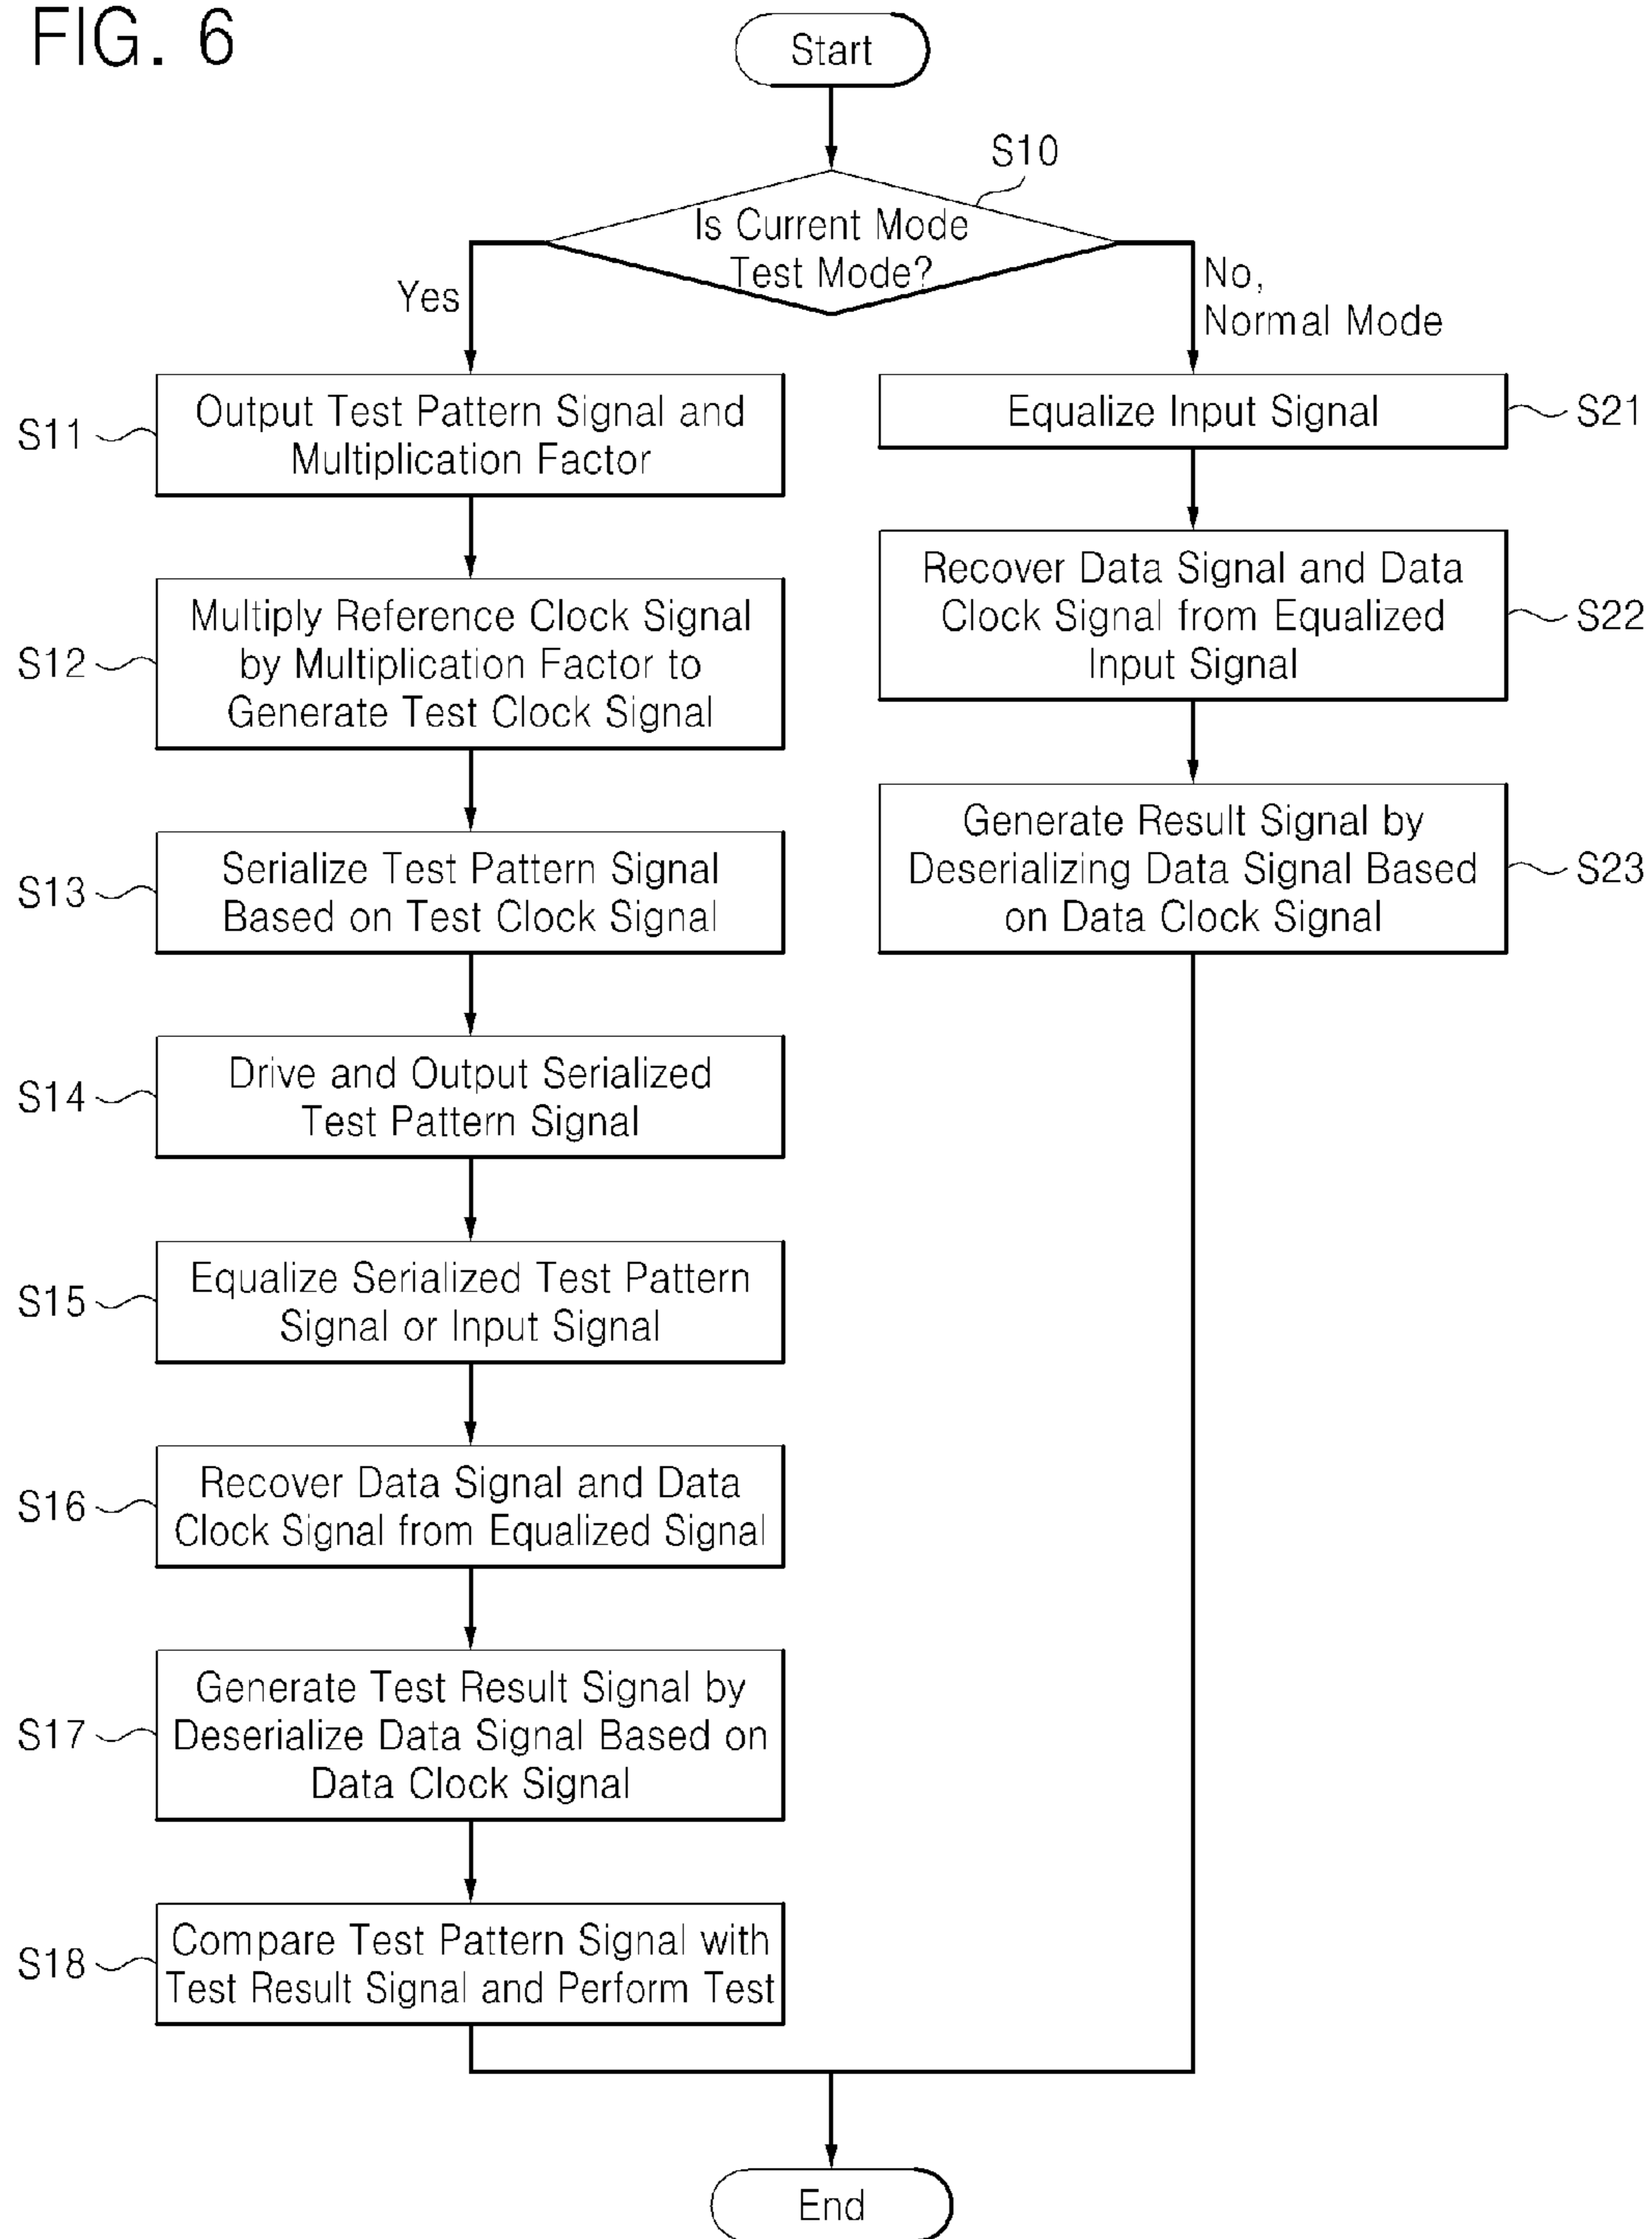 FIG. 6
Start
S10
Is Current Mode
Test Mode?
Yes
No,
Normal Mode
S11
Output Test Pattern Signal and
Multiplication Factor
S12
Multiply Reference Clock Signal
by Multiplication Factor to
Generate Test Clock Signal
S13
Serialize Test Pattern Signal
Based on Test Clock Signal
S14
Drive and Output Serialized
Test Pattern Signal
S15
Equalize Serialized Test Pattern
Signal or Input Signal
S16
Recover Data Signal and Data
Clock Signal from Equalized Signal
S17
Generate Test Result Signal by
Deserialize Data Signal Based on
Data Clock Signal
S18
Compare Test Pattern Signal with
Test Result Signal and Perform Test
Equalize Input Signal
S21
Recover Data Signal and Data
Clock Signal from Equalized
Input Signal
S22
Generate Result Signal by
Deserializing Data Signal Based
on Data Clock Signal
S23
End